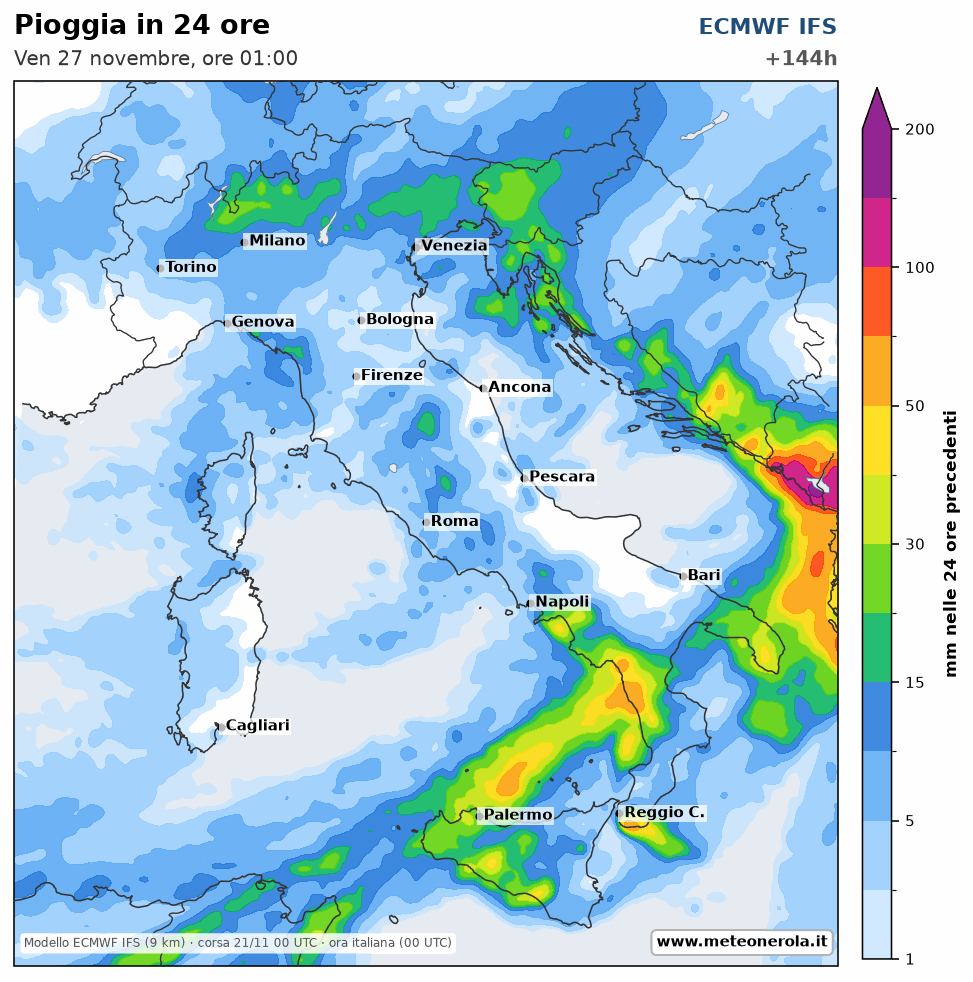 Pioggia in 24 ore
ECMWF IFS
Ven 27 novembre, ore 01:00
+144h
200
100
50
30
15
5
1
mm nelle 24 ore precedenti
Milano
Venezia
Torino
Genova
Bologna
Firenze
Ancona
Pescara
Roma
Bari
Napoli
Cagliari
Palermo
Reggio C.
Modello ECMWF IFS (9 km) · corsa 21/11 00 UTC · ora italiana (00 UTC)
www.meteonerola.it